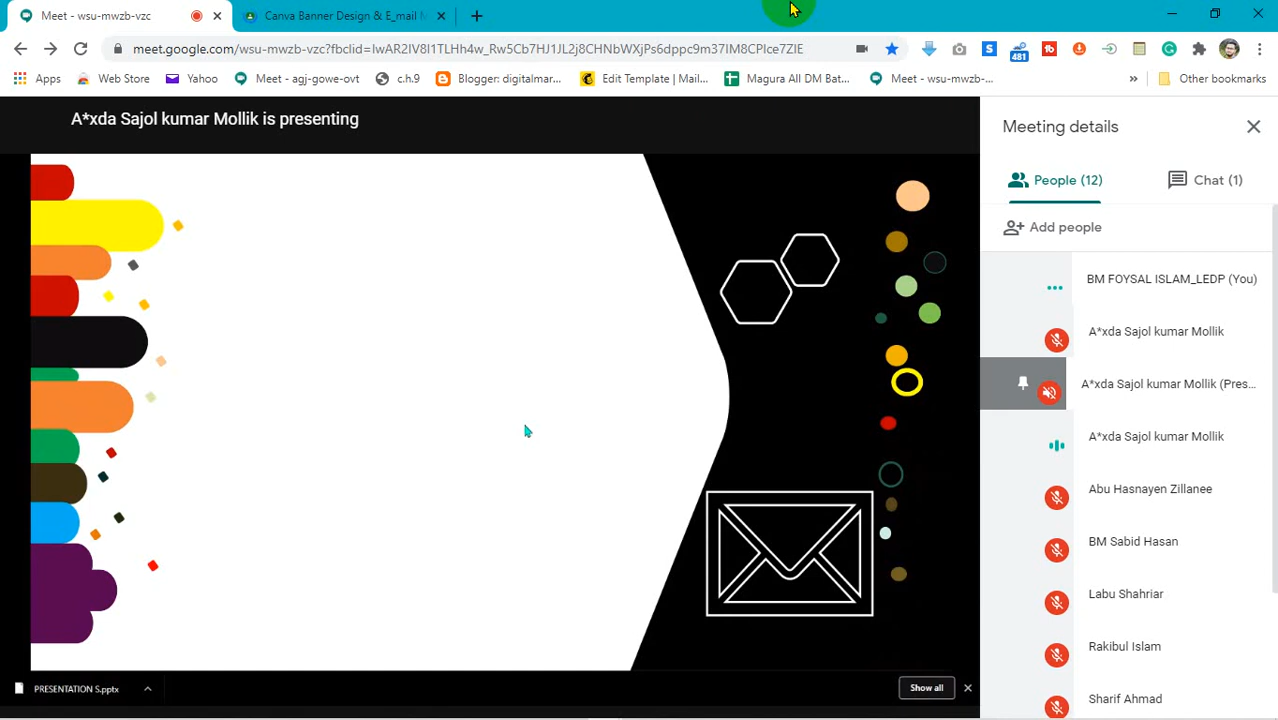 Meet - wsu-mwzb-vzc
Canva Banner Design & E_mail M
meet.google.com/wsu-mwzb-vzc?fbclid=IwAR2IV8I1TLHh4w_Rw5Cb7HJ1JL2j8CHNbWXjPs6dppc9m37IM8CPIce7ZIE
481
Apps
Web Store
Yahoo
Meet - agj-gowe-ovt
c.h.9
Blogger: digitalmar...
Edit Template | Mail...
Magura All DM Bat...
Meet - wsu-mwzb-...
»
Other bookmarks
A*xda Sajol kumar Mollik is presenting
Meeting details
People (12)
Chat (1)
Add people
BM FOYSAL ISLAM_LEDP (You)
A*xda Sajol kumar Mollik
A*xda Sajol kumar Mollik (Pres...
A*xda Sajol kumar Mollik
Abu Hasnayen Zillanee
BM Sabid Hasan
Labu Shahriar
Rakibul Islam
Sharif Ahmad
PRESENTATION S.pptx
Show all